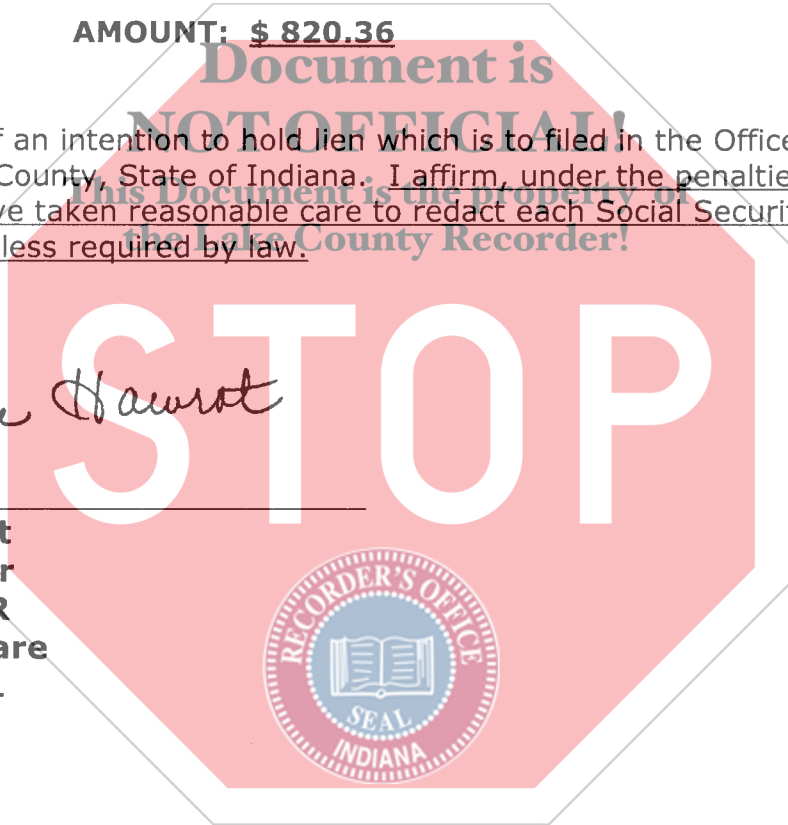 AMOUNT: $ 820.36
Document is
NOT OFFICIAL!
f an intention to hold lien which is to filed in the Office
County, State of Indiana. I affirm, under the penaltie
This Document is the property of
ve taken reasonable care to redact each Social Securit
the Lake County Recorder!
less required by law.
STOP
Hawrot
t
r
R
are
RECORDER'S OFFICE
SEAL
INDIANA